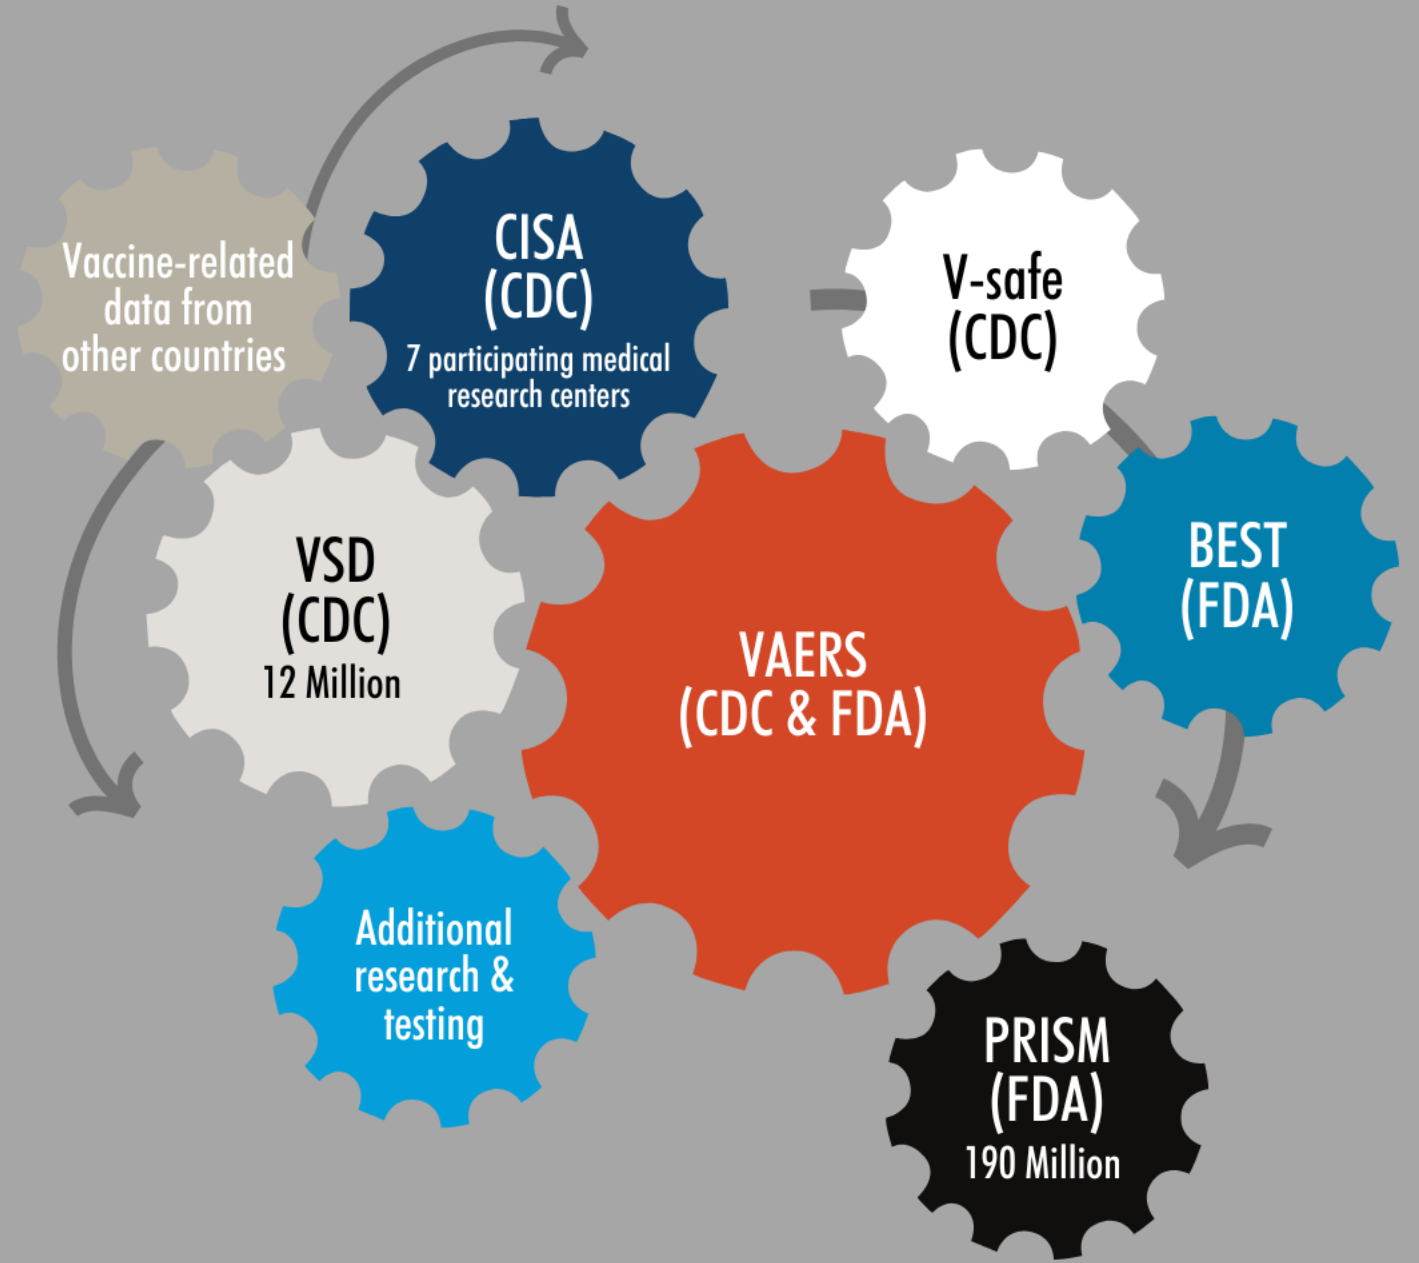 Vaccine-related
data from
other countries
CISA
(CDC)
7 participating medical
research centers
V-safe
(CDC)
VSD
(CDC)
12 Million
VAERS
(CDC & FDA)
BEST
(FDA)
Additional
research &
testing
PRISM
(FDA)
190 Million